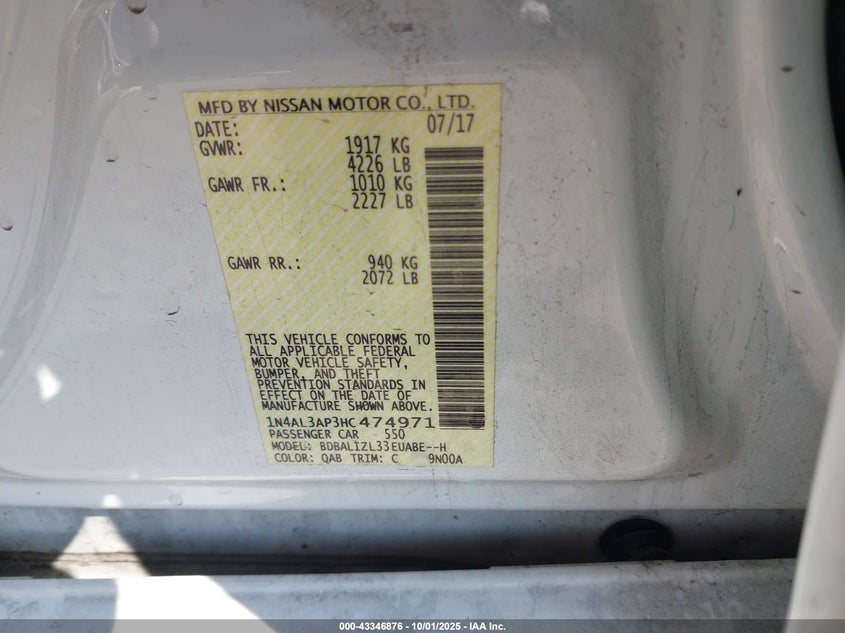 MFD BY NISSAN MOTOR CO., LTD.
DATE: 07/17
GVWR: 1917 KG
4226 LB
GAWR FR.: 1010 KG
2227 LB
GAWR RR.: 940 KG
2072 LB
THIS VEHICLE CONFORMS TO
ALL APPLICABLE FEDERAL
MOTOR VEHICLE SAFETY,
BUMPER, AND THEFT
PREVENTION STANDARDS IN
EFFECT ON THE DATE OF
MANUFACTURE SHOWN ABOVE.
1N4AL3AP3HC474971
PASSENGER CAR 550
MODEL: BDBALIZL33EUABE--H
COLOR: QAB TRIM: C 9N00A
000-43346876 - 10/01/2025 - IAA Inc.